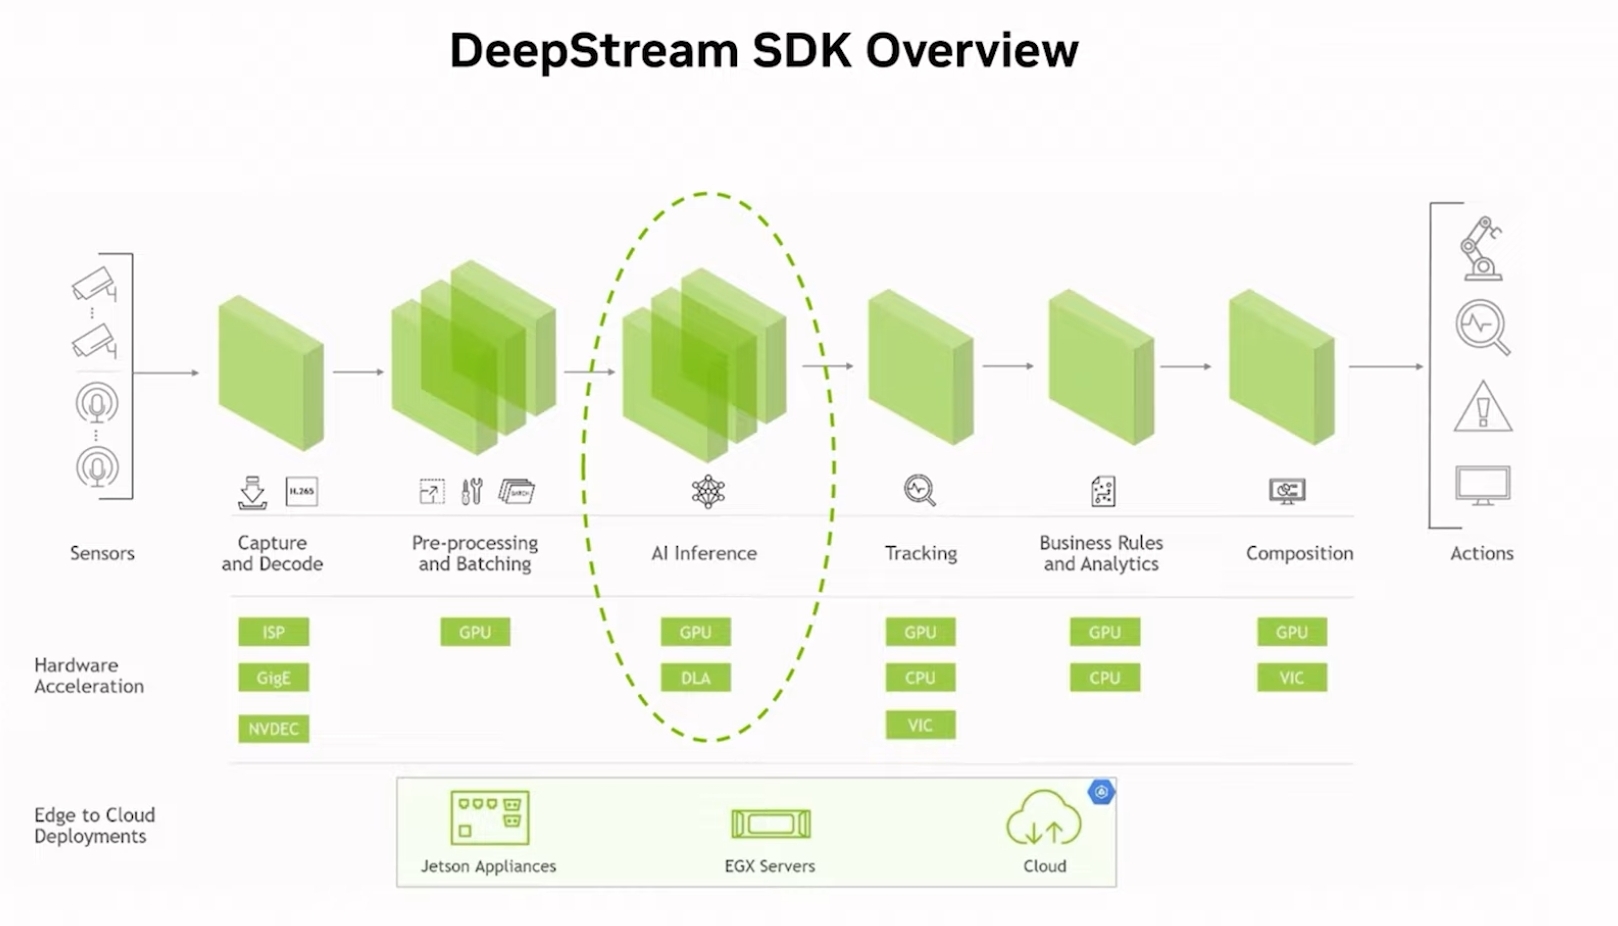 DeepStream SDK Overview
H.265
BATCH
Sensors
Capture
and Decode
Pre-processing
and Batching
AI Inference
Tracking
Business Rules
and Analytics
Composition
Actions
Hardware
Acceleration
ISP
GigE
NVDEC
GPU
GPU
DLA
GPU
CPU
VIC
GPU
CPU
GPU
VIC
Edge to Cloud
Deployments
Jetson Appliances
EGX Servers
Cloud